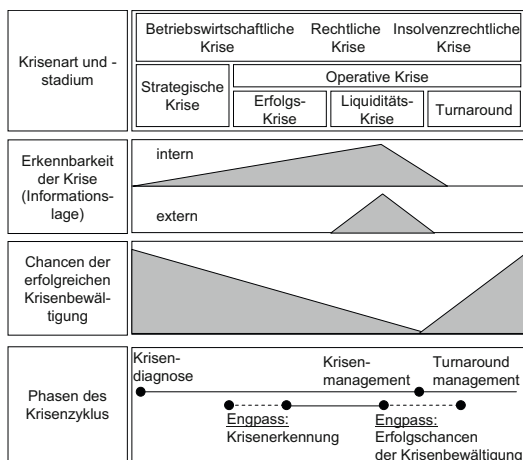 Krisenart und -
stadium
Betriebswirtschaftliche
Krise
Rechtliche
Krise
Insolvenzrechtliche
Krise
Strategische
Krise
Operative Krise
Erfolgs-
Krise
Liquiditäts-
Krise
Turnaround
Erkennbarkeit
der Krise
(Informations-
lage)
intern
extern
Chancen der
erfolgreichen
Krisenbewäl-
tigung
Phasen des
Krisenzyklus
Krisen-
diagnose
Krisen-
management
Turnaround
management
Engpass:
Krisenerkennung
Engpass:
Erfolgschancen
der Krisenbewältigung